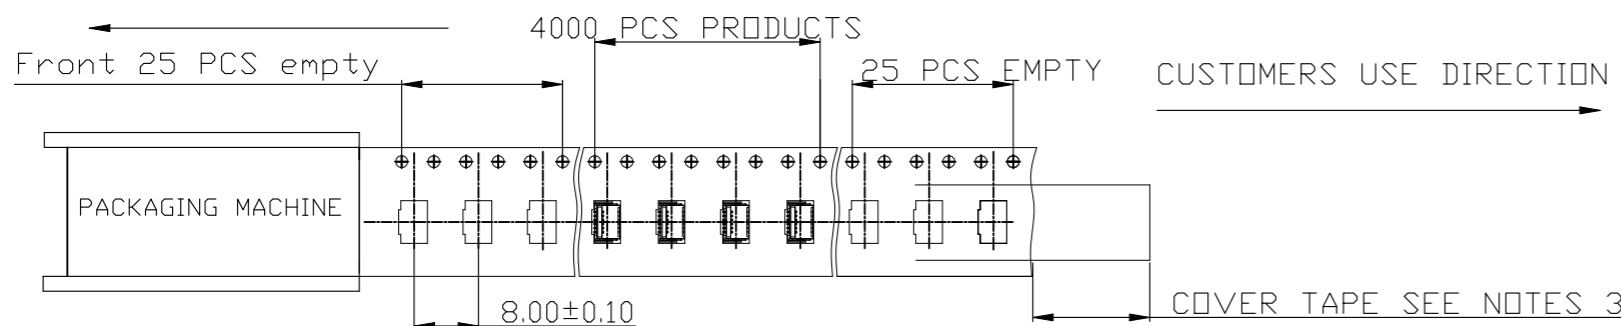 4000 PCS PRODUCTS
Front 25 PCS empty
25 PCS EMPTY
CUSTOMERS USE DIRECTION
PACKAGING MACHINE
8.00±0.10
COVER TAPE SEE NOTES 3